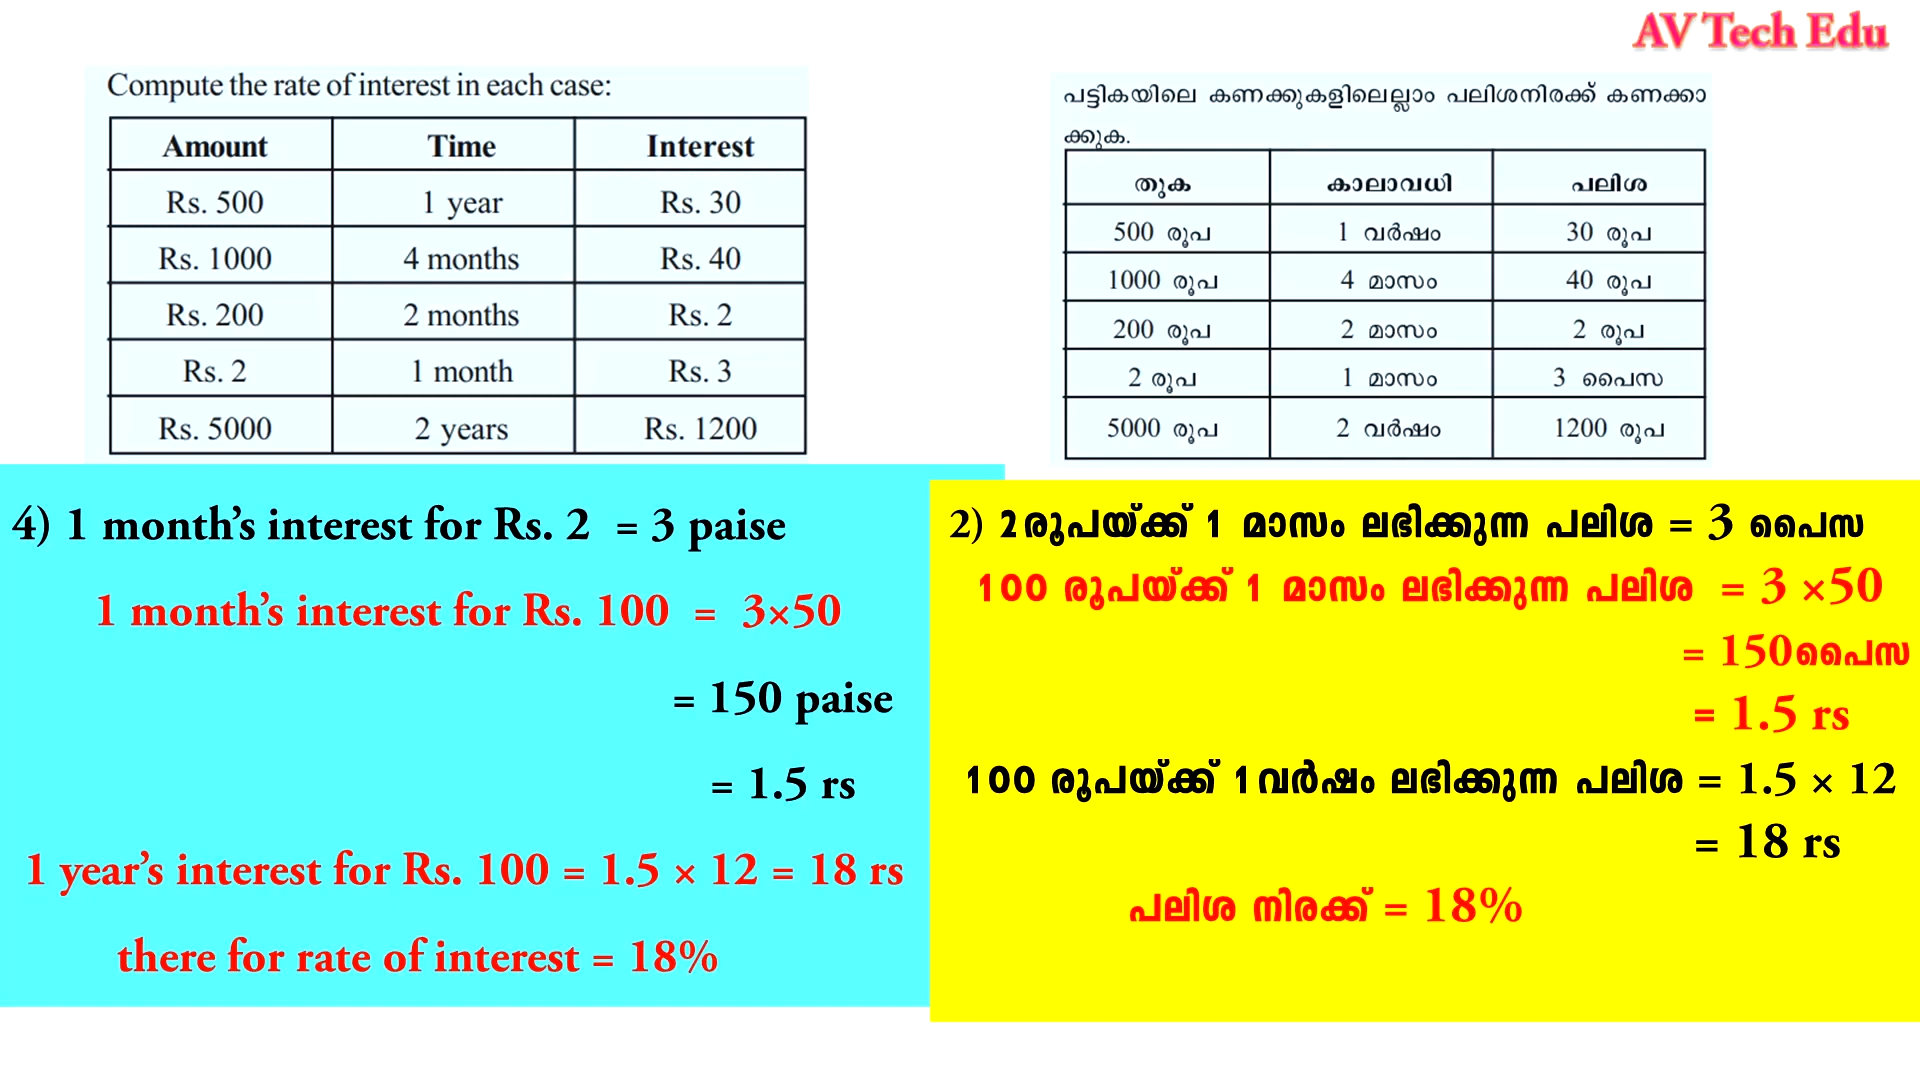 AV Tech Edu
Compute the rate of interest in each case:
Amount Time Interest
Rs. 500 1 year Rs. 30
Rs. 1000 4 months Rs. 40
Rs. 200 2 months Rs. 2
Rs. 2 1 month Rs. 3
Rs. 5000 2 years Rs. 1200
പട്ടികയിലെ കണക്കുകളിലെല്ലാം പലിശനിരക്ക് കണക്കാ
ക്കുക.
തുക കാലാവധി പലിശ
500 രൂപ 1 വർഷം 30 രൂപ
1000 രൂപ 4 മാസം 40 രൂപ
200 രൂപ 2 മാസം 2 രൂപ
2 രൂപ 1 മാസം 3 പൈസ
5000 രൂപ 2 വർഷം 1200 രൂപ
4) 1 month’s interest for Rs. 2 = 3 paise
1 month’s interest for Rs. 100 = 3×50
= 150 paise
= 1.5 rs
1 year’s interest for Rs. 100 = 1.5 × 12 = 18 rs
there for rate of interest = 18%
2) 2രൂപയ്ക്ക് 1 മാസം ലഭിക്കുന്ന പലിശ = 3 പൈസ
100 രൂപയ്ക്ക് 1 മാസം ലഭിക്കുന്ന പലിശ = 3 ×50
= 150പൈസ
= 1.5 rs
100 രൂപയ്ക്ക് 1വർഷം ലഭിക്കുന്ന പലിശ = 1.5 × 12
= 18 rs
പലിശ നിരക്ക് = 18%